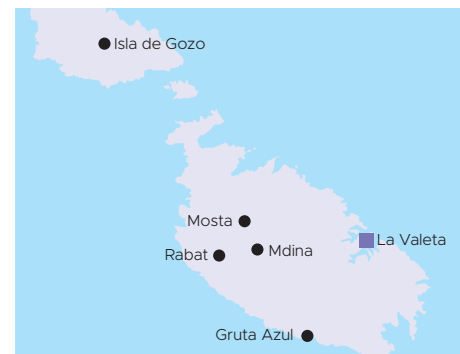 Isla de Gozo
Mosta
La Valeta
Mdina
Rabat
Gruta Azul